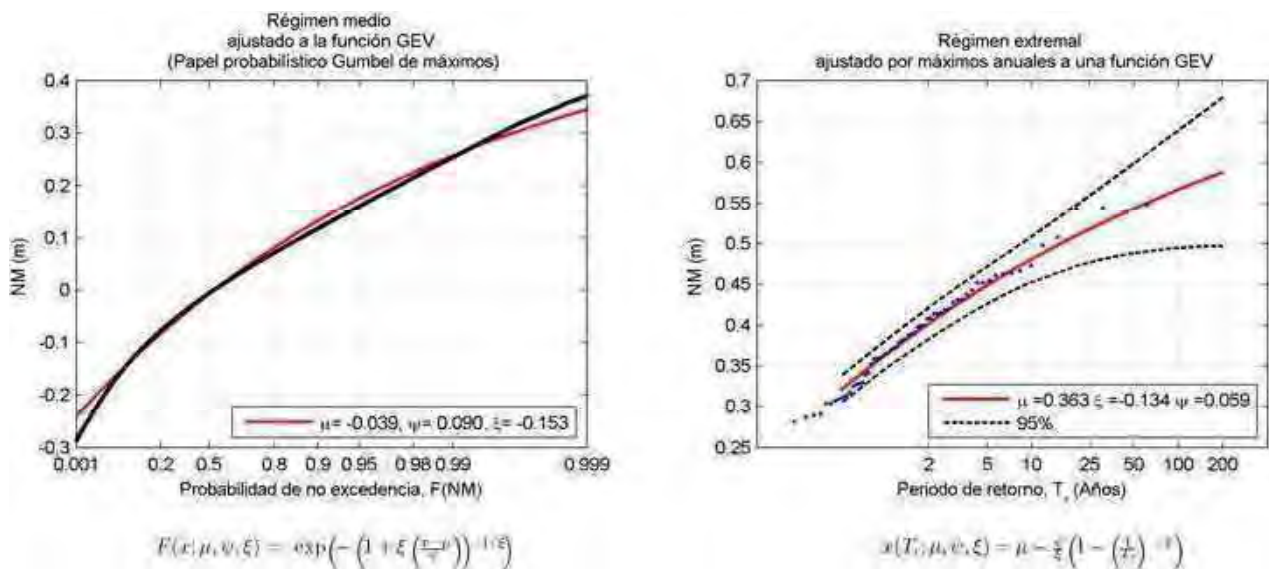 Régimen medio
ajustado a la función GEV
(Papel probabilístico Gumbel de máximos)
0.4
0.3
0.2
0.1
0
-0.1
-0.2
-0.3
NM (m)
μ= -0.039, ψ= 0.090, ξ= -0.153
0.001 0.2 0.5 0.8 0.9 0.95 0.98 0.99 0.999
Probabilidad de no excedencia, F(NM)
F(x; μ, ψ, ξ) = exp(-(1 + ξ((x-μ)/ψ))^(-1/ξ))
Régimen extremal
ajustado por máximos anuales a una función GEV
0.7
0.65
0.6
0.55
0.5
0.45
0.4
0.35
0.3
0.25
NM (m)
μ =0.363 ξ =-0.134 ψ =0.059
95%
2 5 10 25 50 100 200
Periodo de retorno, Tr (Años)